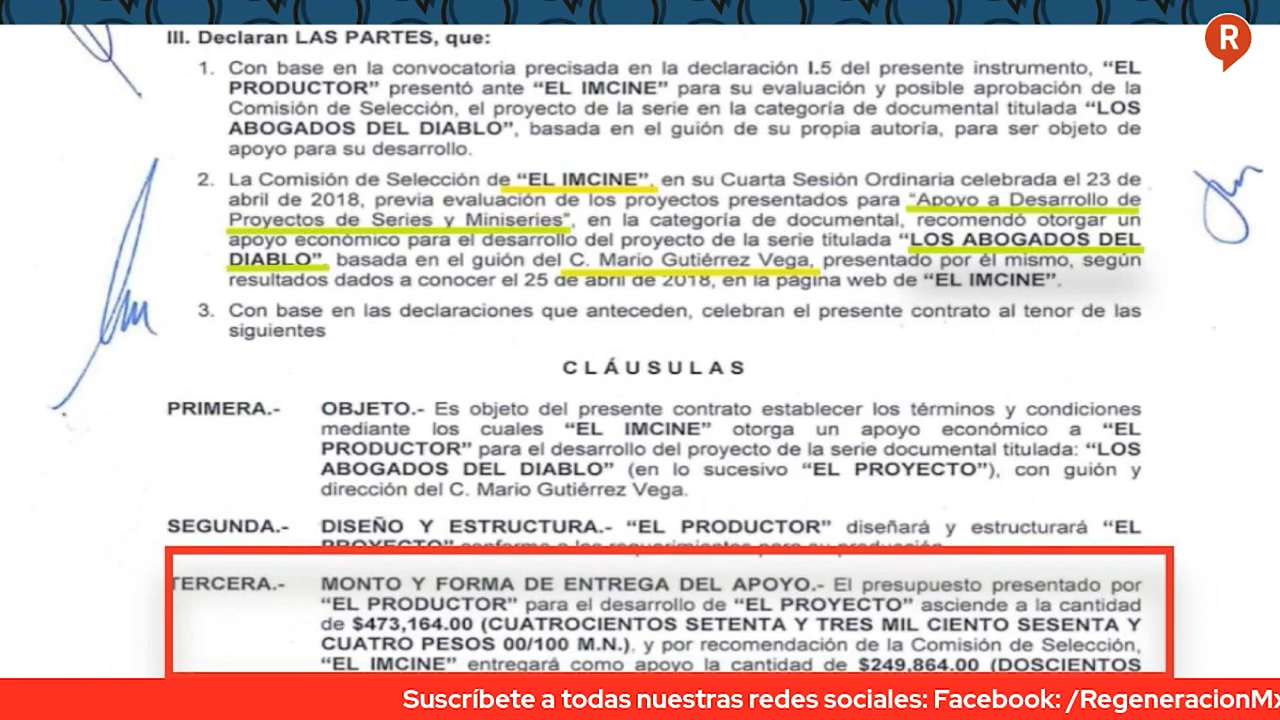 R
III. Declaran LAS PARTES, que:
1. Con base en la convocatoria precisada en la declaración I.5 del presente instrumento, “EL
PRODUCTOR” presentó ante “EL IMCINE” para su evaluación y posible aprobación de la
Comisión de Selección, el proyecto de la serie en la categoría de documental titulada “LOS
ABOGADOS DEL DIABLO”, basada en el guión de su propia autoría, para ser objeto de
apoyo para su desarrollo.
2. La Comisión de Selección de “EL IMCINE”, en su Cuarta Sesión Ordinaria celebrada el 23 de
abril de 2018, previa evaluación de los proyectos presentados para “Apoyo a Desarrollo de
Proyectos de Series y Miniseries”, en la categoría de documental, recomendó otorgar un
apoyo económico para el desarrollo del proyecto de la serie titulada “LOS ABOGADOS DEL
DIABLO” basada en el guión del C. Mario Gutiérrez Vega, presentado por él mismo, según
resultados dados a conocer el 25 de abril de 2018, en la página web de “EL IMCINE”.
3. Con base en las declaraciones que anteceden, celebran el presente contrato al tenor de las
siguientes
CLÁUSULAS
PRIMERA.- OBJETO.- Es objeto del presente contrato establecer los términos y condiciones
mediante los cuales “EL IMCINE” otorga un apoyo económico a “EL
PRODUCTOR” para el desarrollo del proyecto de la serie documental titulada: “LOS
ABOGADOS DEL DIABLO” (en lo sucesivo “EL PROYECTO”), con guión y
dirección del C. Mario Gutiérrez Vega.
SEGUNDA.- DISEÑO Y ESTRUCTURA.- “EL PRODUCTOR” diseñará y estructurará “EL
PROYECTO” conforme a los requerimientos para su producción.
TERCERA.- MONTO Y FORMA DE ENTREGA DEL APOYO.- El presupuesto presentado por
“EL PRODUCTOR” para el desarrollo de “EL PROYECTO” asciende a la cantidad
de $473,164.00 (CUATROCIENTOS SETENTA Y TRES MIL CIENTO SESENTA Y
CUATRO PESOS 00/100 M.N.), y por recomendación de la Comisión de Selección,
“EL IMCINE” entregará como apoyo la cantidad de $249,864.00 (DOSCIENTOS
Suscríbete a todas nuestras redes sociales: Facebook: /RegeneracionMx